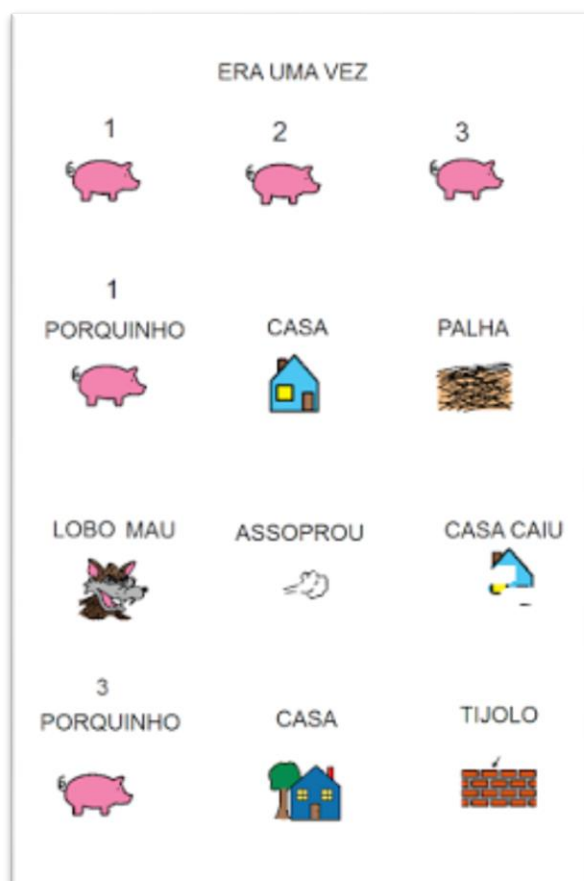 ERA UMA VEZ
1 2 3
1
PORQUINHO CASA PALHA
LOBO MAU ASSOPROU CASA CAIU
3
PORQUINHO CASA TIJOLO